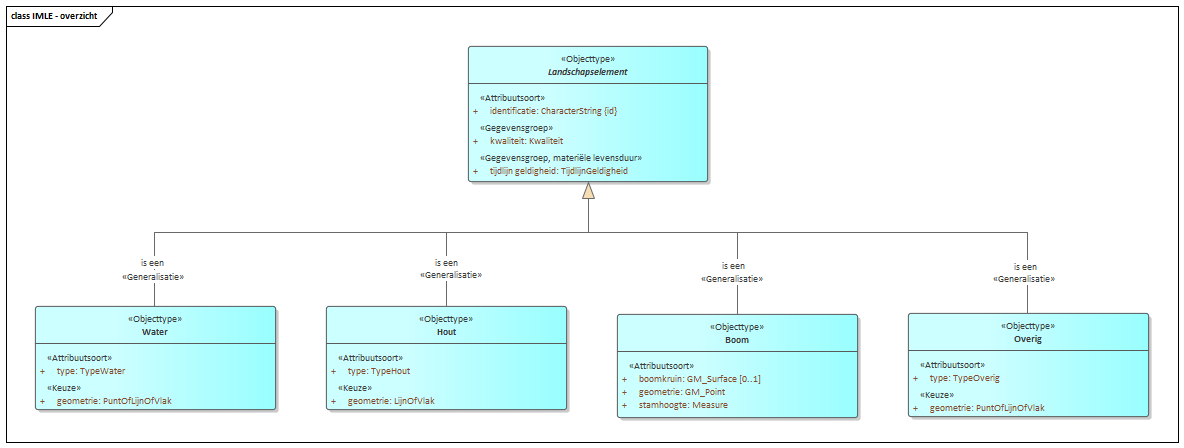 class IMLE - overzicht
«Objecttype»
Landschapselement
«Attribuutsoort»
+ identificatie: CharacterString {id}
«Gegevensgroep»
+ kwaliteit: Kwaliteit
«Gegevensgroep, materiële levensduur»
+ tijdlijn geldigheid: TijdlijnGeldigheid
is een
«Generalisatie»
is een
«Generalisatie»
is een
«Generalisatie»
is een
«Generalisatie»
«Objecttype»
Water
«Attribuutsoort»
+ type: TypeWater
«Keuze»
+ geometrie: PuntOfLijnOfVlak
«Objecttype»
Hout
«Attribuutsoort»
+ type: TypeHout
«Keuze»
+ geometrie: LijnOfVlak
«Objecttype»
Boom
«Attribuutsoort»
+ boomkruin: GM_Surface [0..1]
+ geometrie: GM_Point
+ stamhoogte: Measure
«Objecttype»
Overig
«Attribuutsoort»
+ type: TypeOverig
«Keuze»
+ geometrie: PuntOfLijnOfVlak